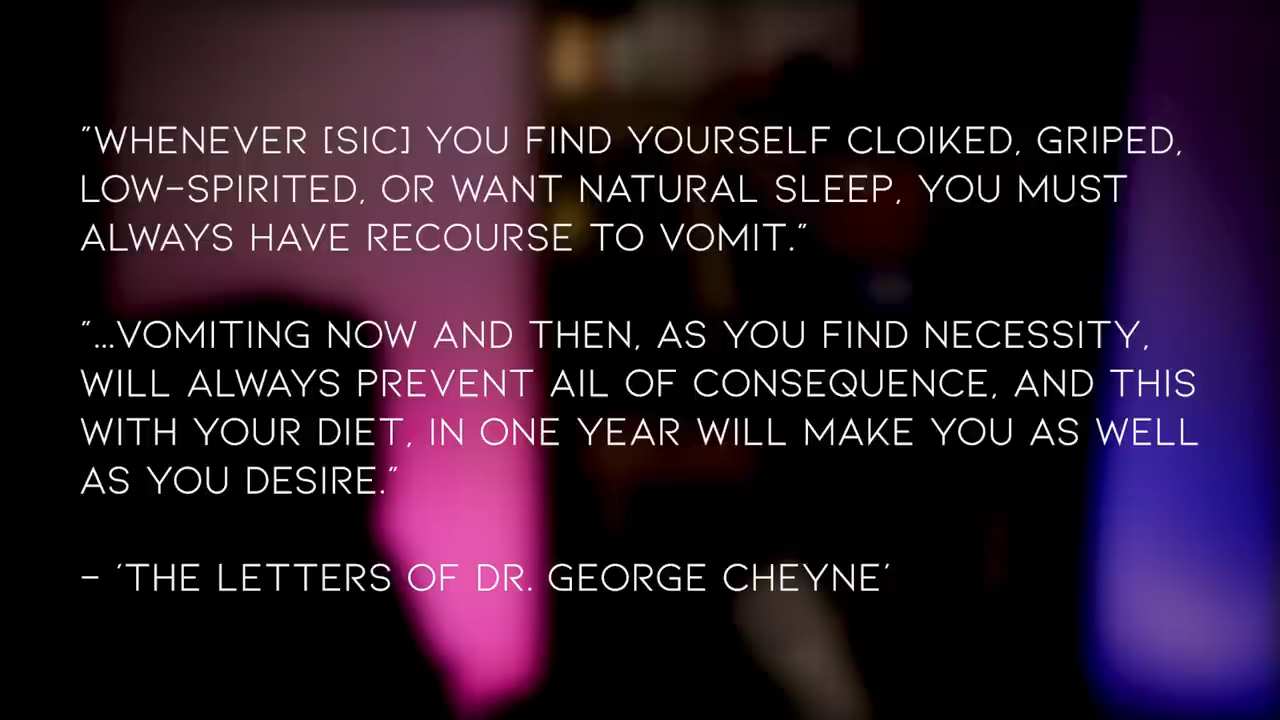 "WHENEVER [SIC] YOU FIND YOURSELF CLOIKED, GRIPED,
LOW-SPIRITED, OR WANT NATURAL SLEEP, YOU MUST
ALWAYS HAVE RECOURSE TO VOMIT."
"...VOMITING NOW AND THEN, AS YOU FIND NECESSITY,
WILL ALWAYS PREVENT AIL OF CONSEQUENCE, AND THIS
WITH YOUR DIET, IN ONE YEAR WILL MAKE YOU AS WELL
AS YOU DESIRE."
- 'THE LETTERS OF DR. GEORGE CHEYNE'